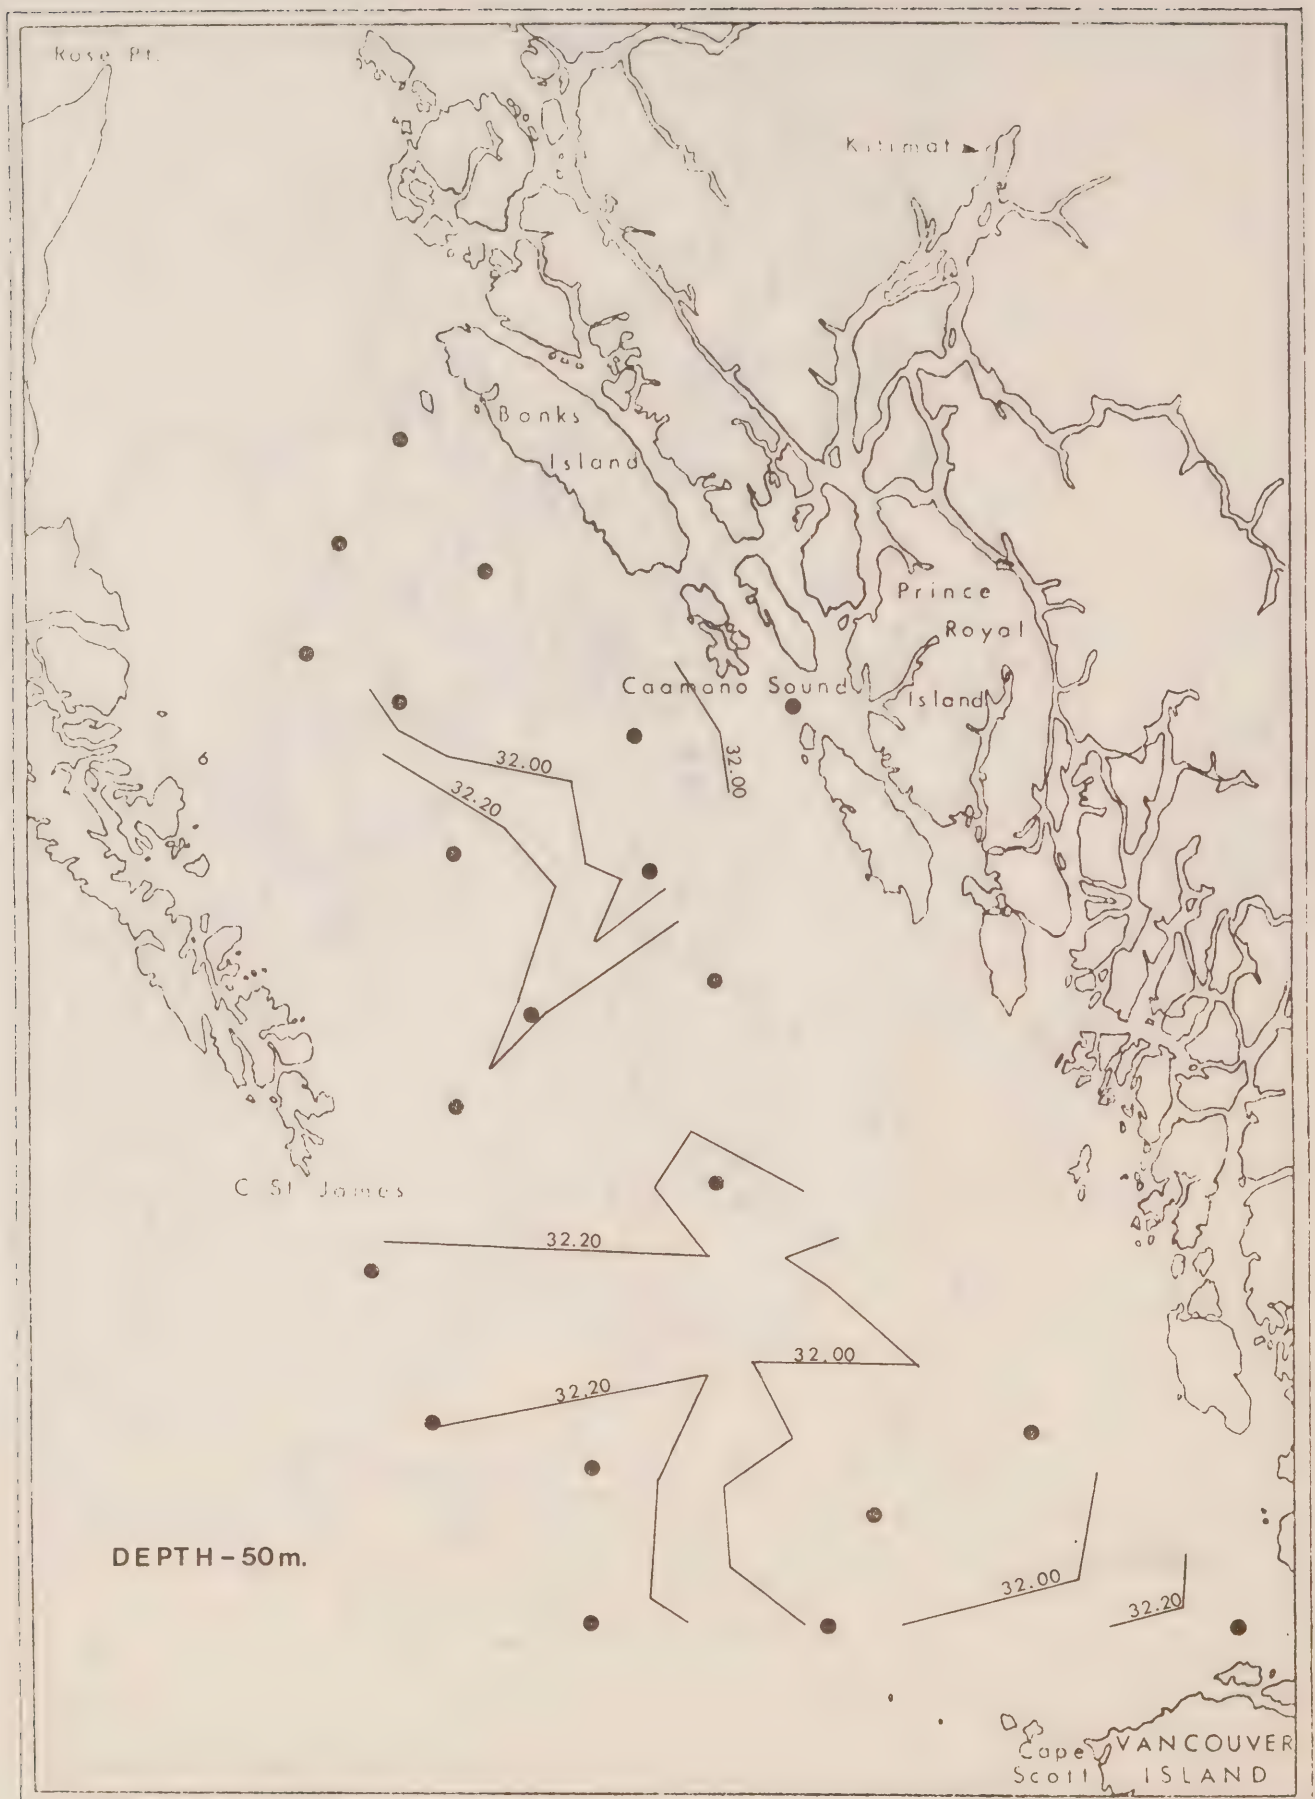 Rose Pt.
Kitimat
Banks
Island
Prince
Royal
Island
Caamano Sound
32.00
32.00
32.20
C St James
32.20
32.00
32.20
DEPTH - 50 m.
32.00
32.20
Cape
Scott
VANCOUVER
ISLAND